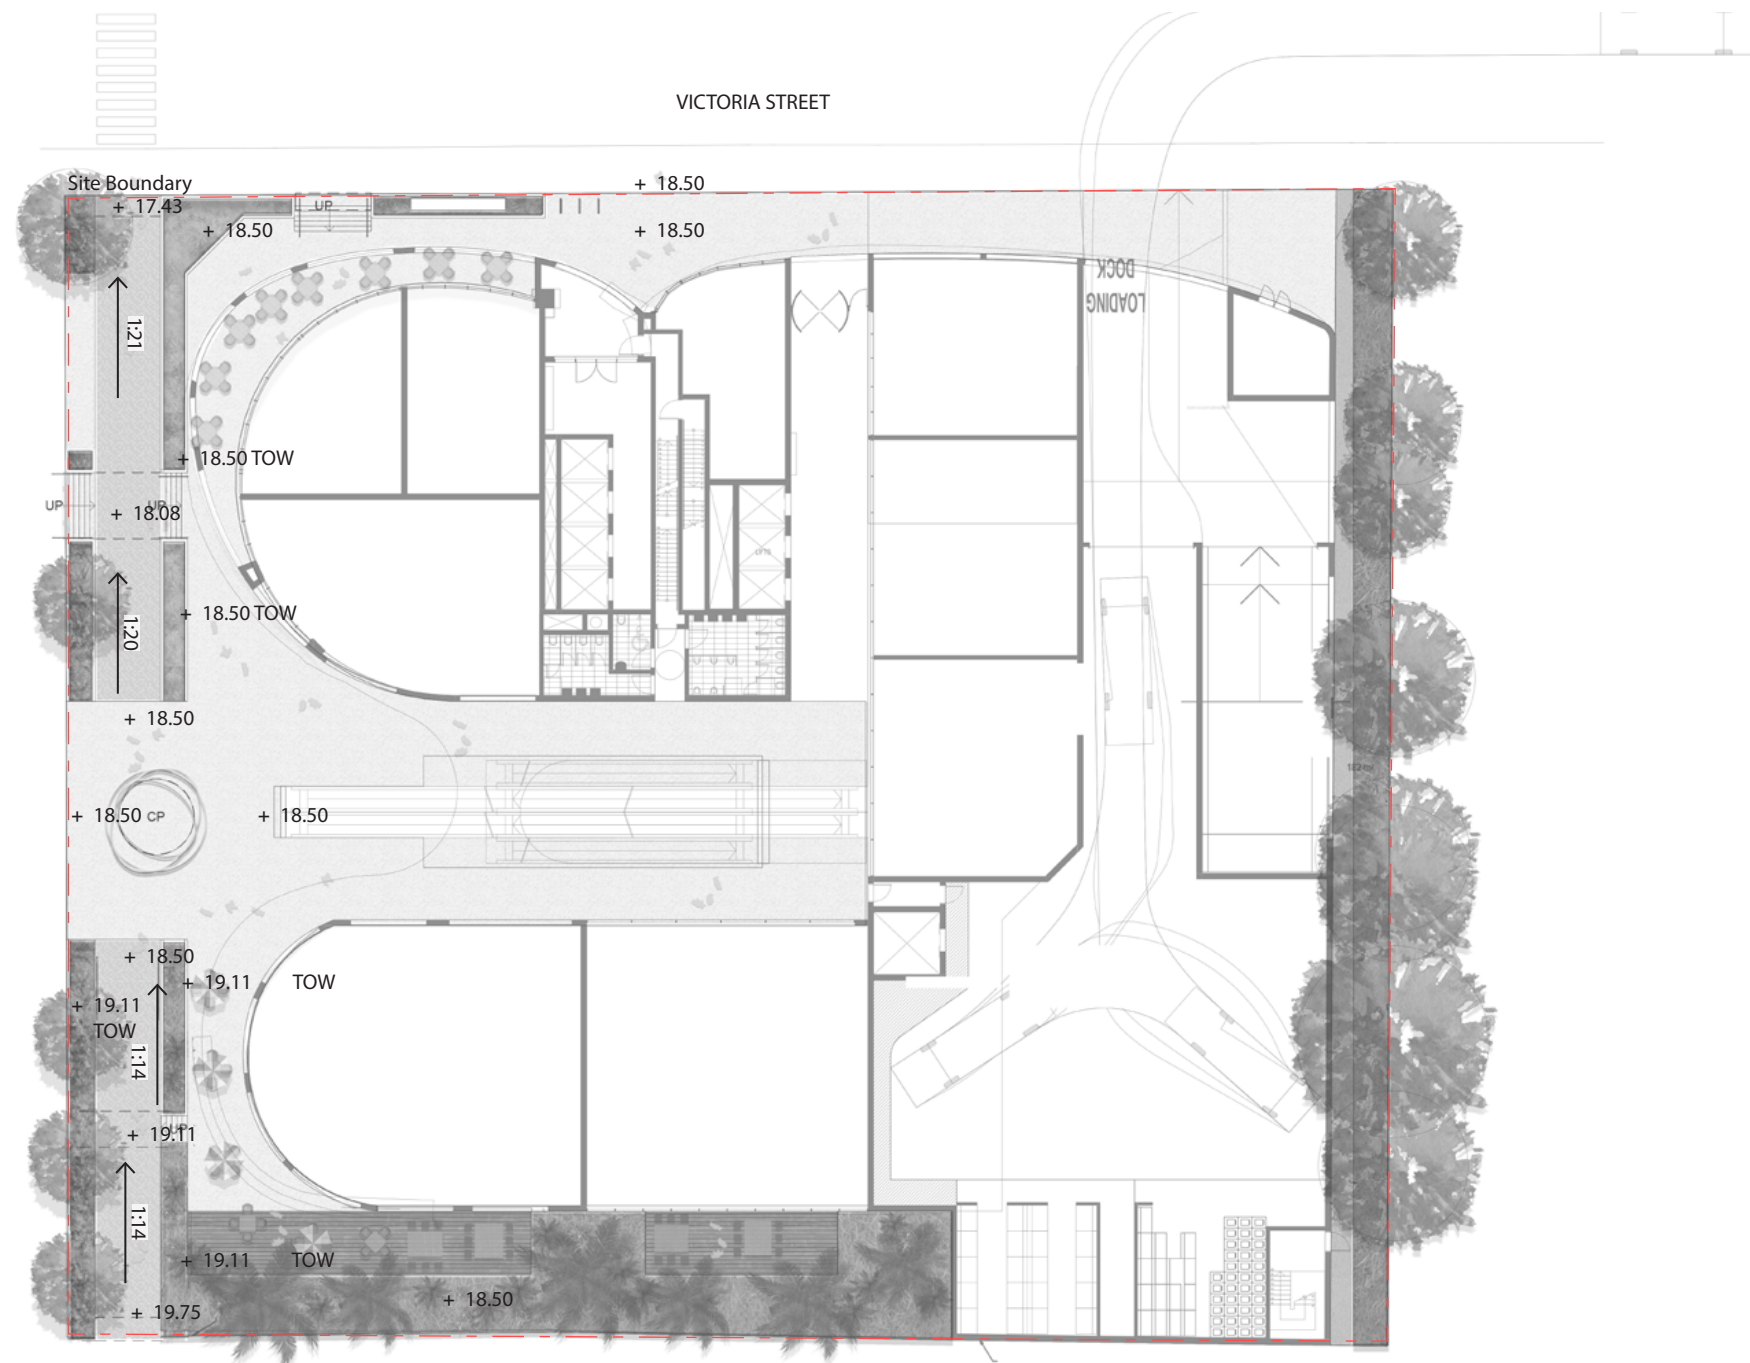 VICTORIA STREET
Site Boundary
+ 18.50
+ 17.43
UP
+ 18.50
+ 18.50
DOCK
LOADING
1:21
+ 18.50 TOW
UP
UP
+ 18.08
+ 18.50 TOW
1:20
+ 18.50
+ 18.50
CP
+ 18.50
+ 18.50
+ 19.11
TOW
+ 19.11
TOW
1:14
+ 19.11
UP
1:14
+ 19.11
TOW
+ 18.50
+ 19.75